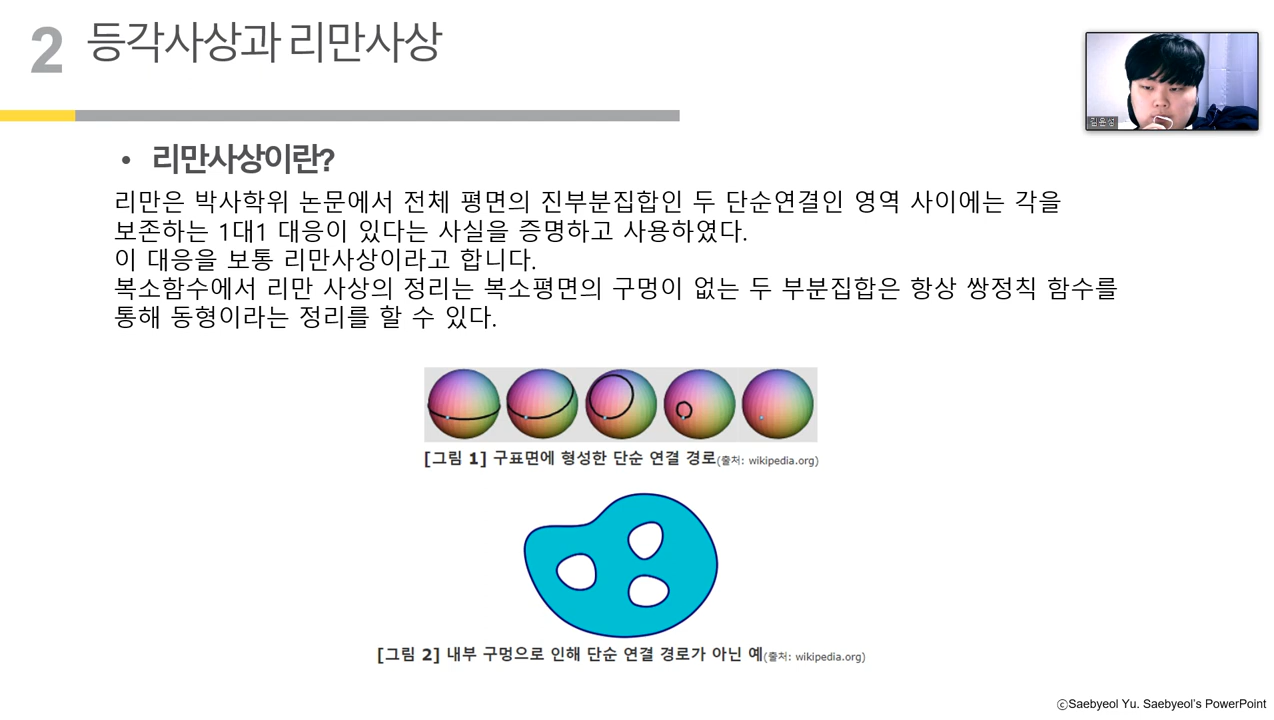 2 등각사상과 리만사상
김윤성
• 리만사상이란?
리만은 박사학위 논문에서 전체 평면의 진부분집합인 두 단순연결인 영역 사이에는 각을
보존하는 1대1 대응이 있다는 사실을 증명하고 사용하였다.
이 대응을 보통 리만사상이라고 합니다.
복소함수에서 리만 사상의 정리는 복소평면의 구멍이 없는 두 부분집합은 항상 쌍정칙 함수를
통해 동형이라는 정리를 할 수 있다.
[그림 1] 구표면에 형성한 단순 연결 경로(출처: wikipedia.org)
[그림 2] 내부 구멍으로 인해 단순 연결 경로가 아닌 예(출처: wikipedia.org)
ⓒSaebyeol Yu. Saebyeol's PowerPoint